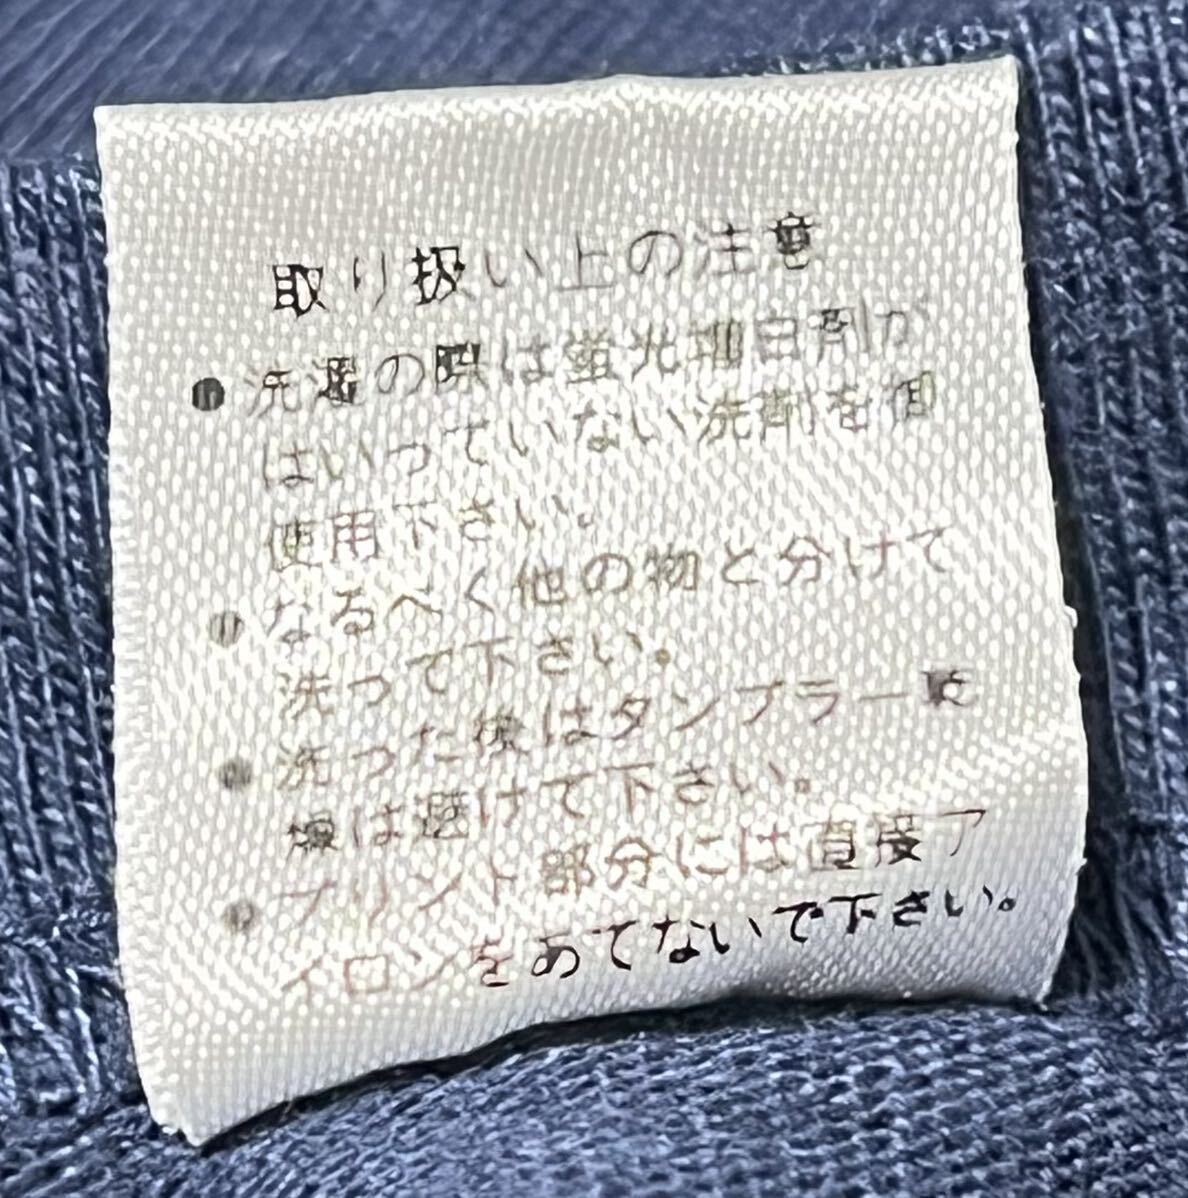 取り扱い上の注意
●洗濯の際は蛍光増白剤が
はいっていない洗剤を御
使用下さい。
●なるべく他の物と分けて
洗って下さい。
●洗った後はタンブラー乾
燥は避けて下さい。
●プリント部分には直接ア
イロンをあてないで下さい。